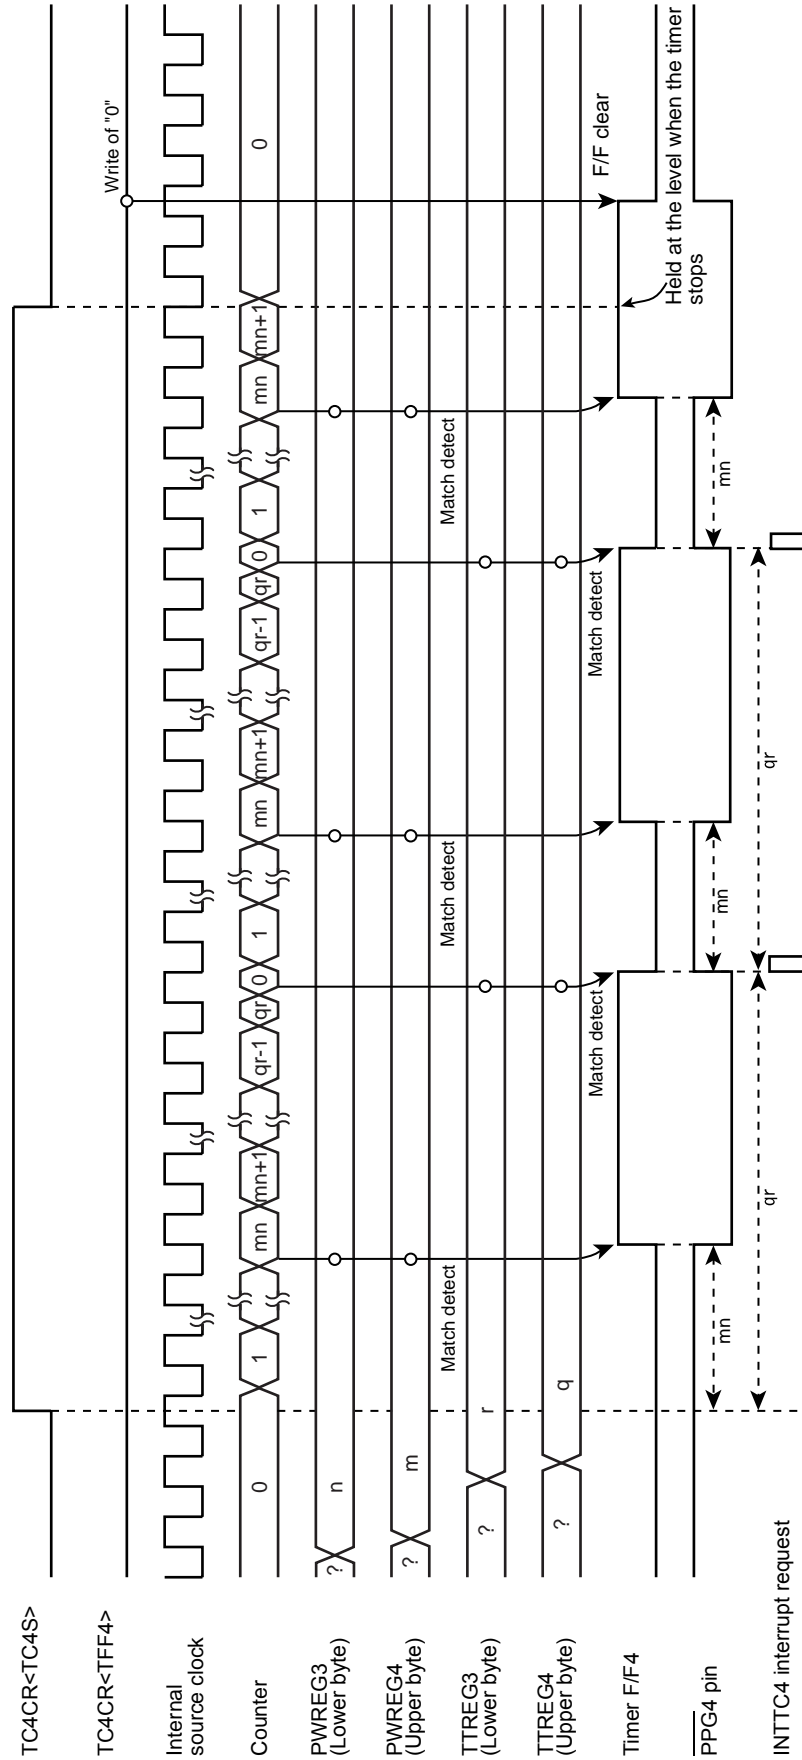 TC4CR<TC4S>
TC4CR<TFF4>
Write of "0"
Internal
source clock
Counter
0
1
mn
mn+1
qr-1
qr
0
1
mn
mn+1
qr-1
qr
0
1
mn
mn+1
0
PWREG3
(Lower byte)
?
n
PWREG4
(Upper byte)
?
m
Match detect
Match detect
Match detect
TTREG3
(Lower byte)
?
r
TTREG4
(Upper byte)
?
q
Match detect
Match detect
F/F clear
Timer F/F4
Held at the level when the timer
stops
PPG4 pin
mn
mn
mn
qr
qr
INTTC4 interrupt request